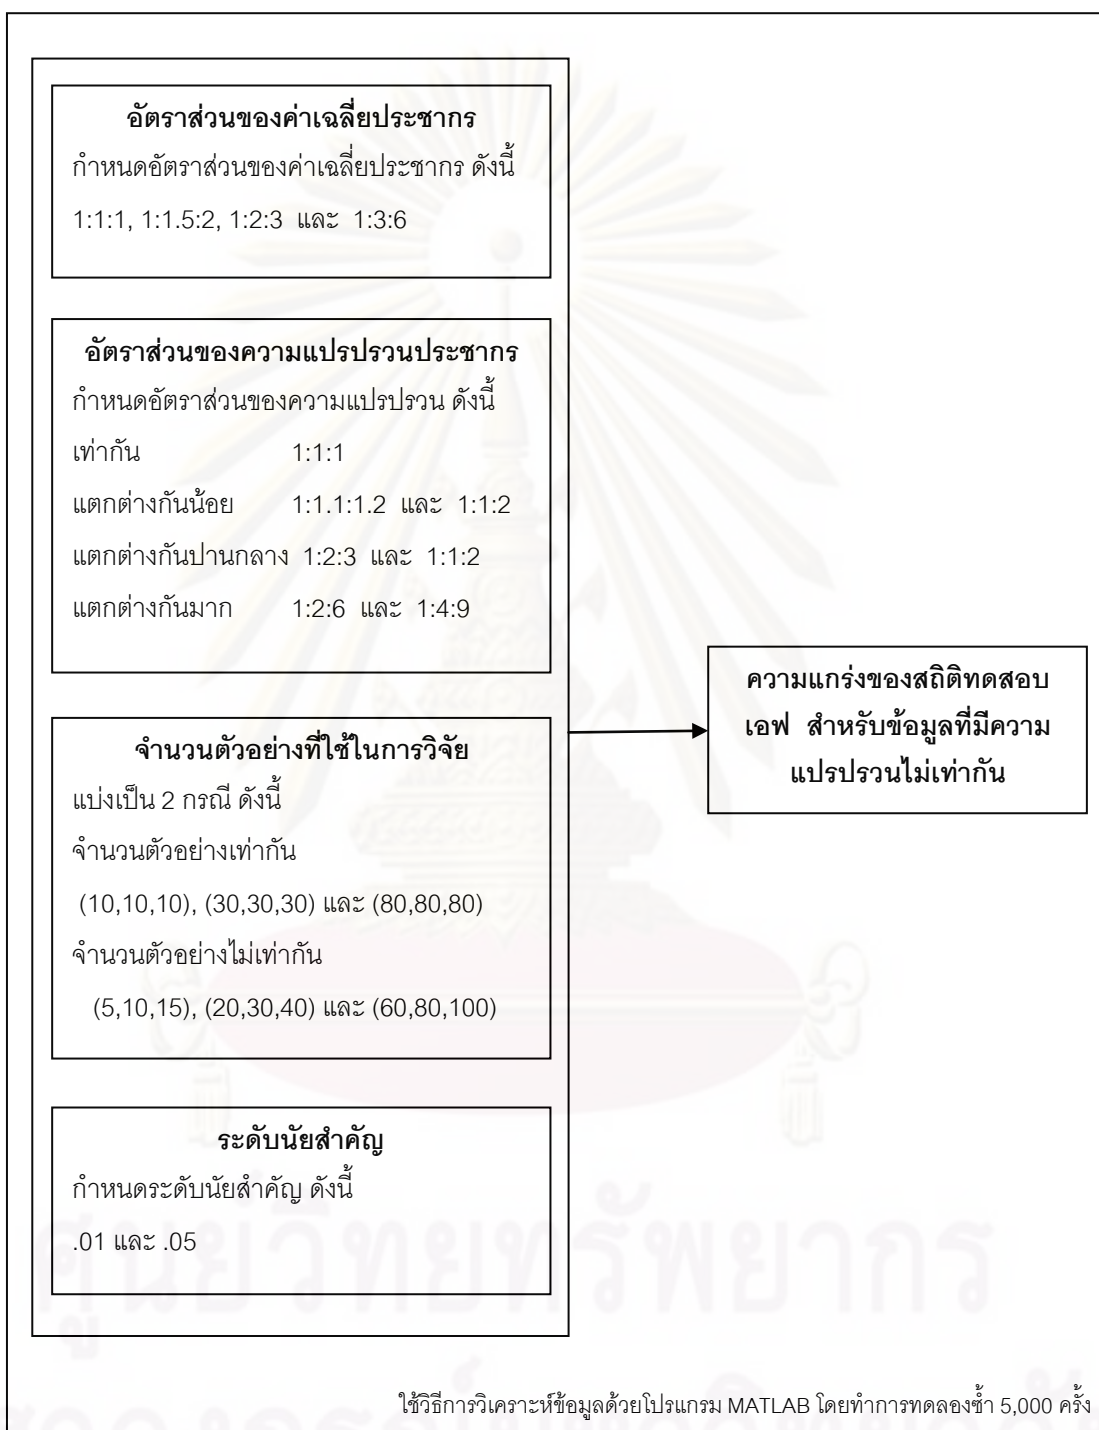 อัตราส่วนของค่าเฉลี่ยประชากร
กำหนดอัตราส่วนของค่าเฉลี่ยประชากร ดังนี้
1:1:1, 1:1.5:2, 1:2:3 และ 1:3:6
อัตราส่วนของความแปรปรวนประชากร
กำหนดอัตราส่วนของความแปรปรวน ดังนี้
เท่ากัน 1:1:1
แตกต่างกันน้อย 1:1.1:1.2 และ 1:1:2
แตกต่างกันปานกลาง 1:2:3 และ 1:1:2
แตกต่างกันมาก 1:2:6 และ 1:4:9
จำนวนตัวอย่างที่ใช้ในการวิจัย
แบ่งเป็น 2 กรณี ดังนี้
จำนวนตัวอย่างเท่ากัน
(10,10,10), (30,30,30) และ (80,80,80)
จำนวนตัวอย่างไม่เท่ากัน
(5,10,15), (20,30,40) และ (60,80,100)
ระดับนัยสำคัญ
กำหนดระดับนัยสำคัญ ดังนี้
.01 และ .05
ความแกร่งของสถิติทดสอบ
เอฟ สำหรับข้อมูลที่มีความ
แปรปรวนไม่เท่ากัน
ศูนย์วิทยทรัพยากร
ใช้วิธีการวิเคราะห์ข้อมูลด้วยโปรแกรม MATLAB โดยทำการทดลองซ้ำ 5,000 ครั้ง